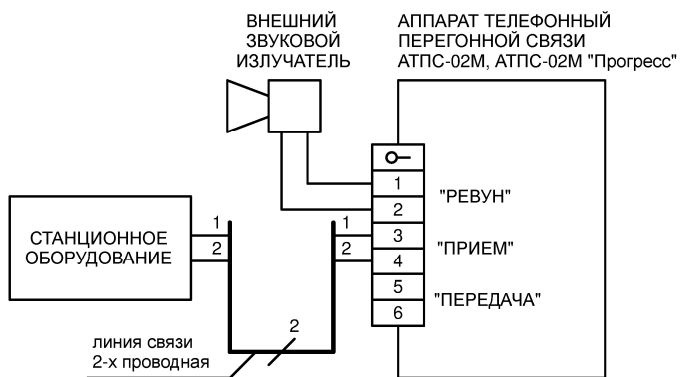 ВНЕШНИЙ
ЗВУКОВОЙ
ИЗЛУЧАТЕЛЬ
АППАРАТ ТЕЛЕФОННЫЙ
ПЕРЕГОННОЙ СВЯЗИ
АТПС-02М, АТПС-02М "Прогресс"
1
2
3
4
5
6
"РЕВУН"
"ПРИЕМ"
"ПЕРЕДАЧА"
СТАНЦИОННОЕ
ОБОРУДОВАНИЕ
1
2
1
2
2
линия связи
2-х проводная